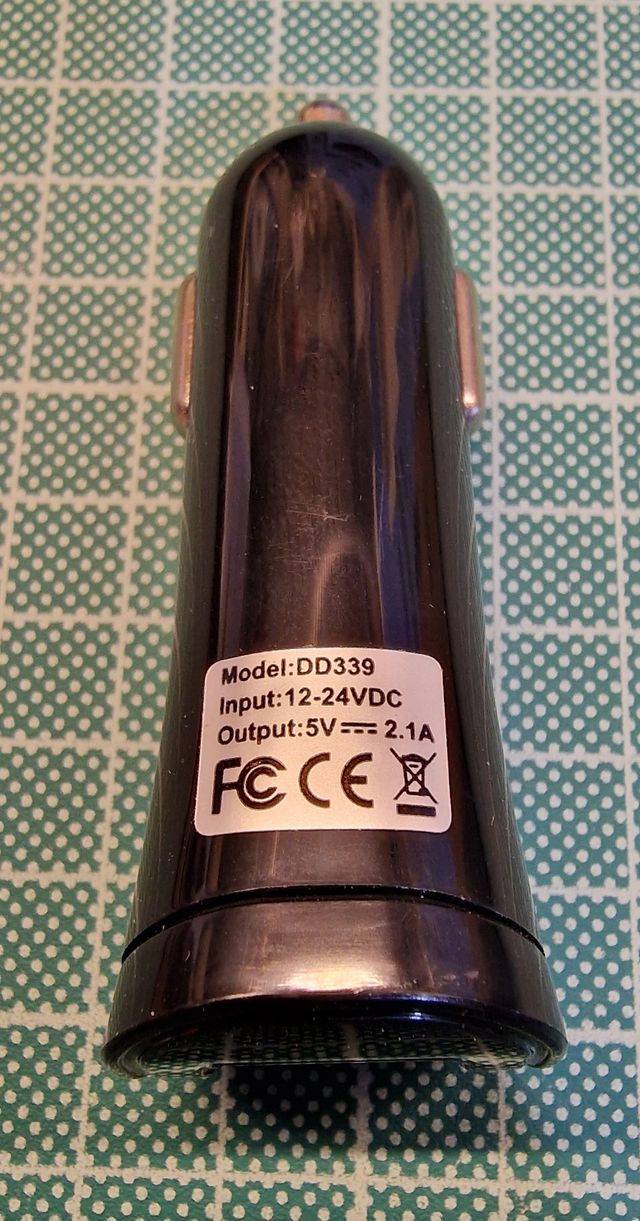 Model:DD339
Input:12-24VDC
Output:5V⎓2.1A
FC CE